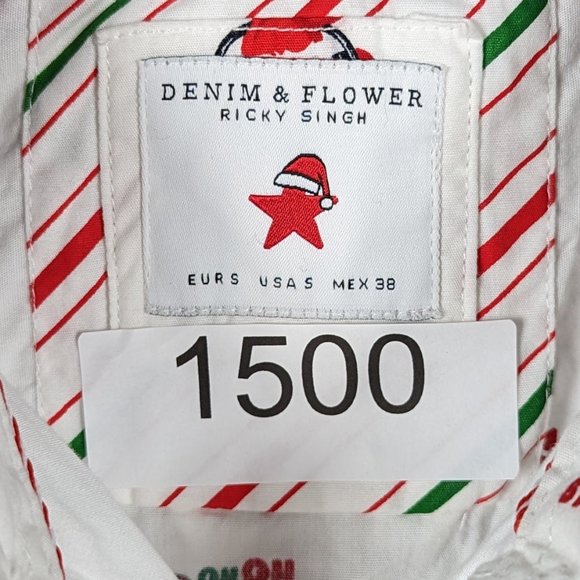 DENIM & FLOWER
RICKY SINGH
EUR S USA S MEX 38
1500